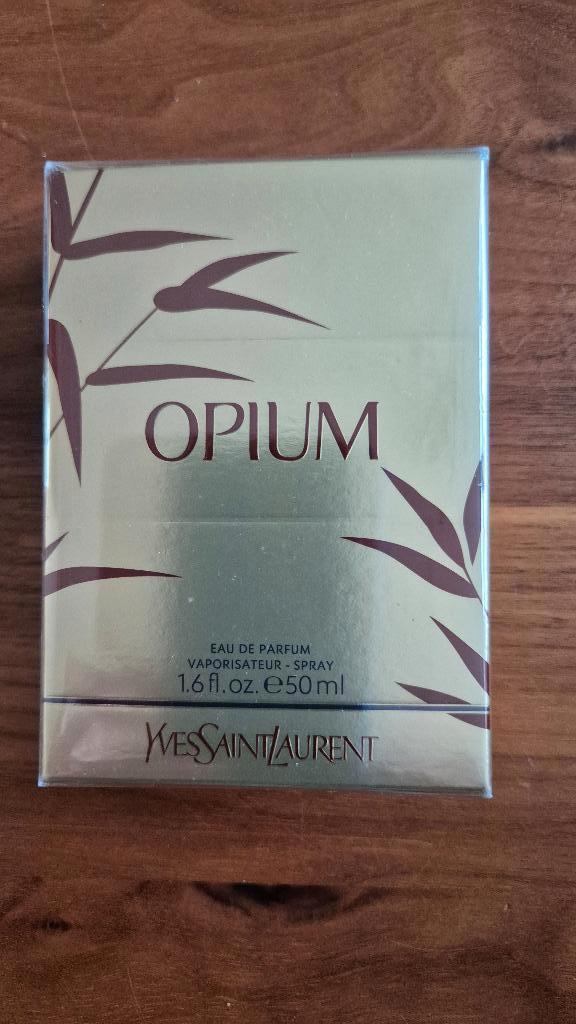 OPIUM
EAU DE PARFUM
VAPORISATEUR - SPRAY
1.6 fl. oz. ℮ 50 ml
YVESSAINTLAURENT